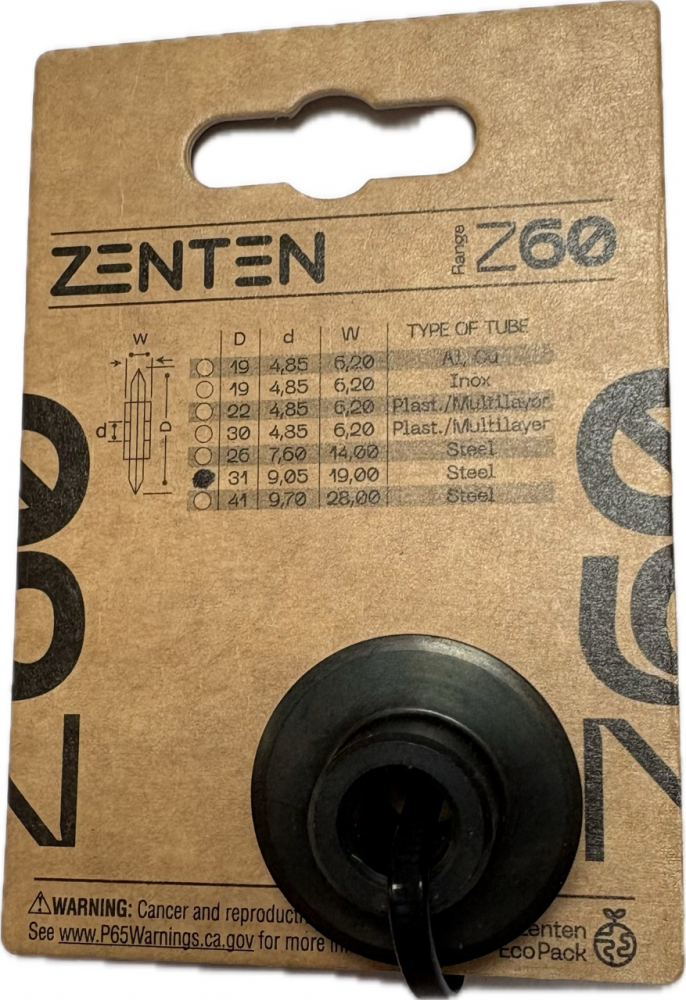 ZENTEN
Range Z60
W
D
d
D d W TYPE OF TUBE
19 4,85 6,20 Al, Cu
19 4,85 6,20 Inox
22 4,85 6,20 Plast./Multilayer
30 4,85 6,20 Plast./Multilayer
26 7,60 14,00 Steel
31 9,05 19,00 Steel
41 9,70 28,00 Steel
Z60
Z60
WARNING: Cancer and
See www.P65Warnings.ca.gov for more
Zenten
EcoPack